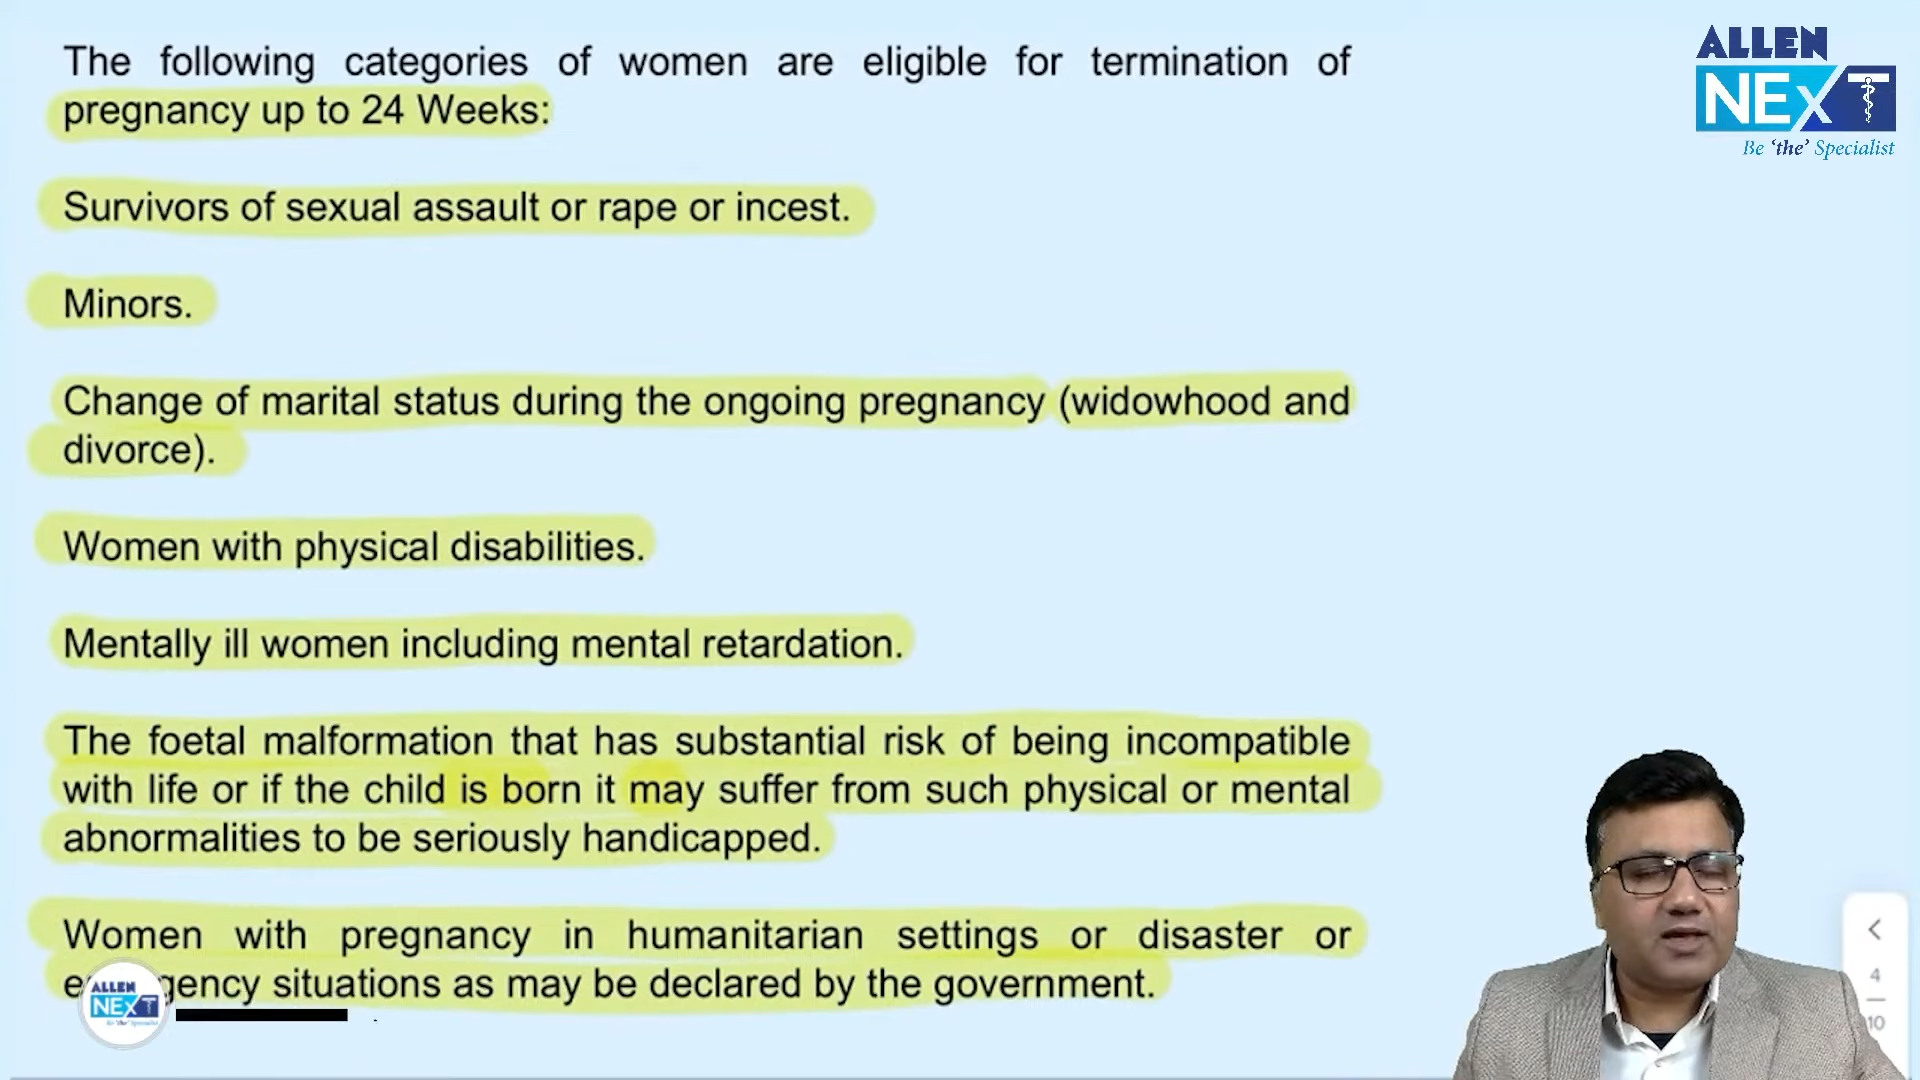 The following categories of women are eligible for termination of
pregnancy up to 24 Weeks:
Survivors of sexual assault or rape or incest.
Minors.
Change of marital status during the ongoing pregnancy (widowhood and
divorce).
Women with physical disabilities.
Mentally ill women including mental retardation.
The foetal malformation that has substantial risk of being incompatible
with life or if the child is born it may suffer from such physical or mental
abnormalities to be seriously handicapped.
Women with pregnancy in humanitarian settings or disaster or
gency situations as may be declared by the government.
ALLEN
NExT
Be 'the' Specialist
ALLEN
NEXT
Be 'the' Specialist
4
10